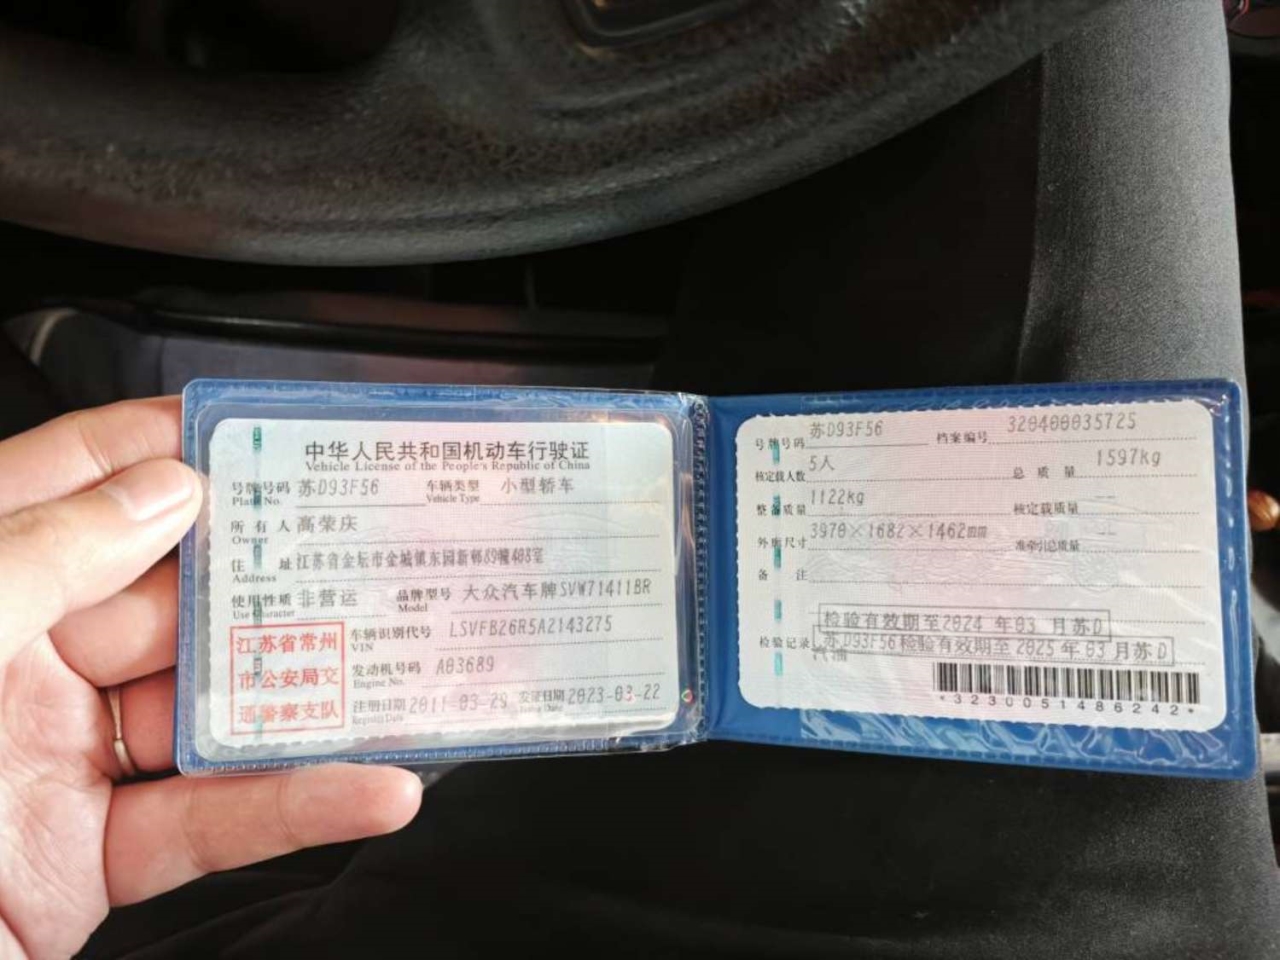 中华人民共和国机动车行驶证
Vehicle License of the People's Republic of China
号牌号码 苏D93F56 车辆类型 小型轿车
Plate No. Vehicle Type
所有人 高荣庆
Owner
住址 江苏省金坛市金城镇东园新邨89幢408室
Address
使用性质 非营运 品牌型号 大众汽车牌SVW71411BR
Use Character Model
江苏省常州
市公安局交
通警察支队
车辆识别代号 LSVFB26R5A2143275
VIN
发动机号码 A03689
Engine No.
注册日期 2011-03-29 发证日期 2023-03-22
Register Date Issue Date
号牌号码 苏D93F56 档案编号 320400035725
核定载人数 5人 总质量 1597kg
整备质量 1122kg 核定载质量 --
外廓尺寸 3970×1682×1462mm 准牵引总质量 --
备注
检验有效期至2024年03月苏D
检验记录 苏D93F56检验有效期至2025年03月苏D
汽油
*3230051486242*